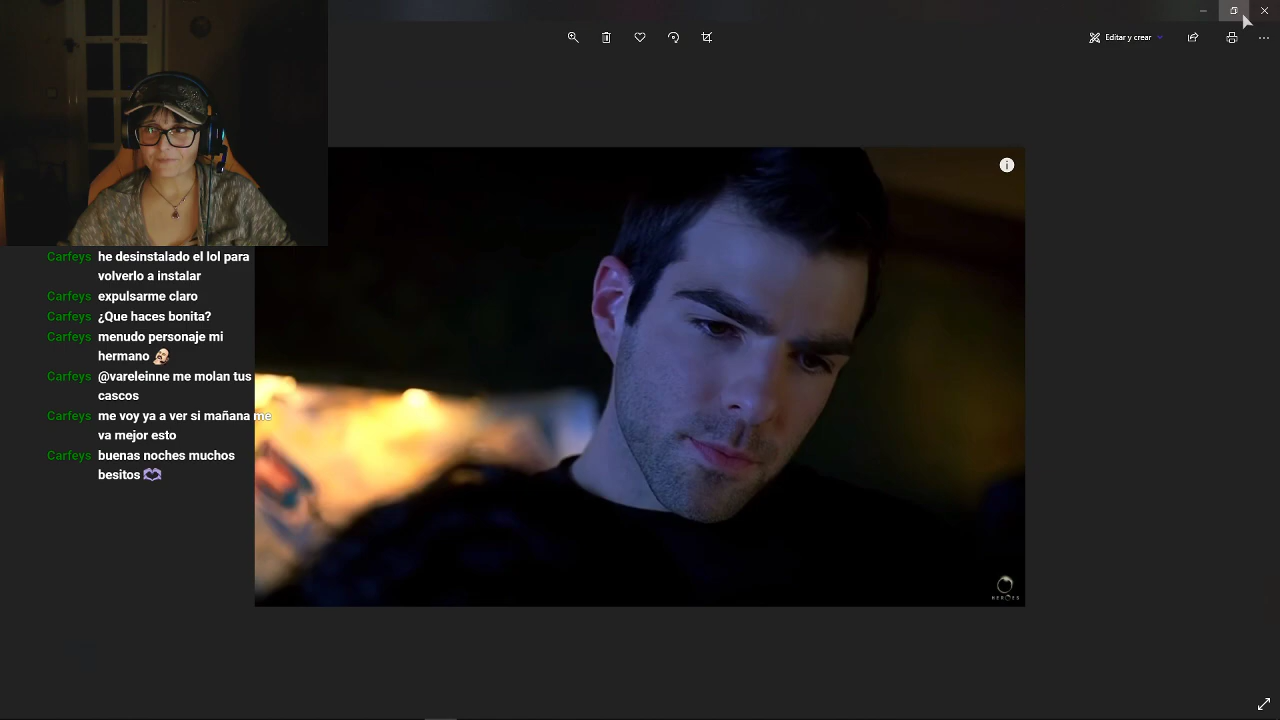 Editar y crear
Carfeys he desinstalado el lol para
volverlo a instalar
Carfeys expulsarme claro
Carfeys ¿Que haces bonita?
Carfeys menudo personaje mi
hermano
Carfeys @vareleinne me molan tus
cascos
Carfeys me voy ya a ver si mañana me
va mejor esto
Carfeys buenas noches muchos
besitos
HEROES